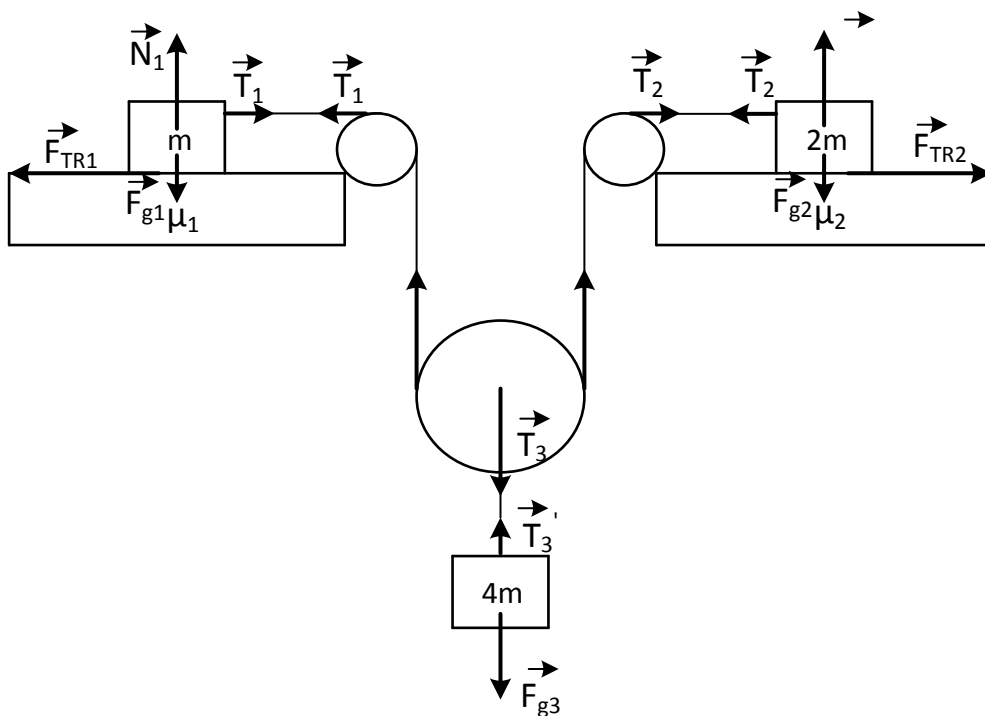 N₁
T₁ T₁ T₂ T₂
m 2m
F_TR1 F_TR2
F_g1 μ₁ F_g2 μ₂
T₃
T₃'
4m
F_g3